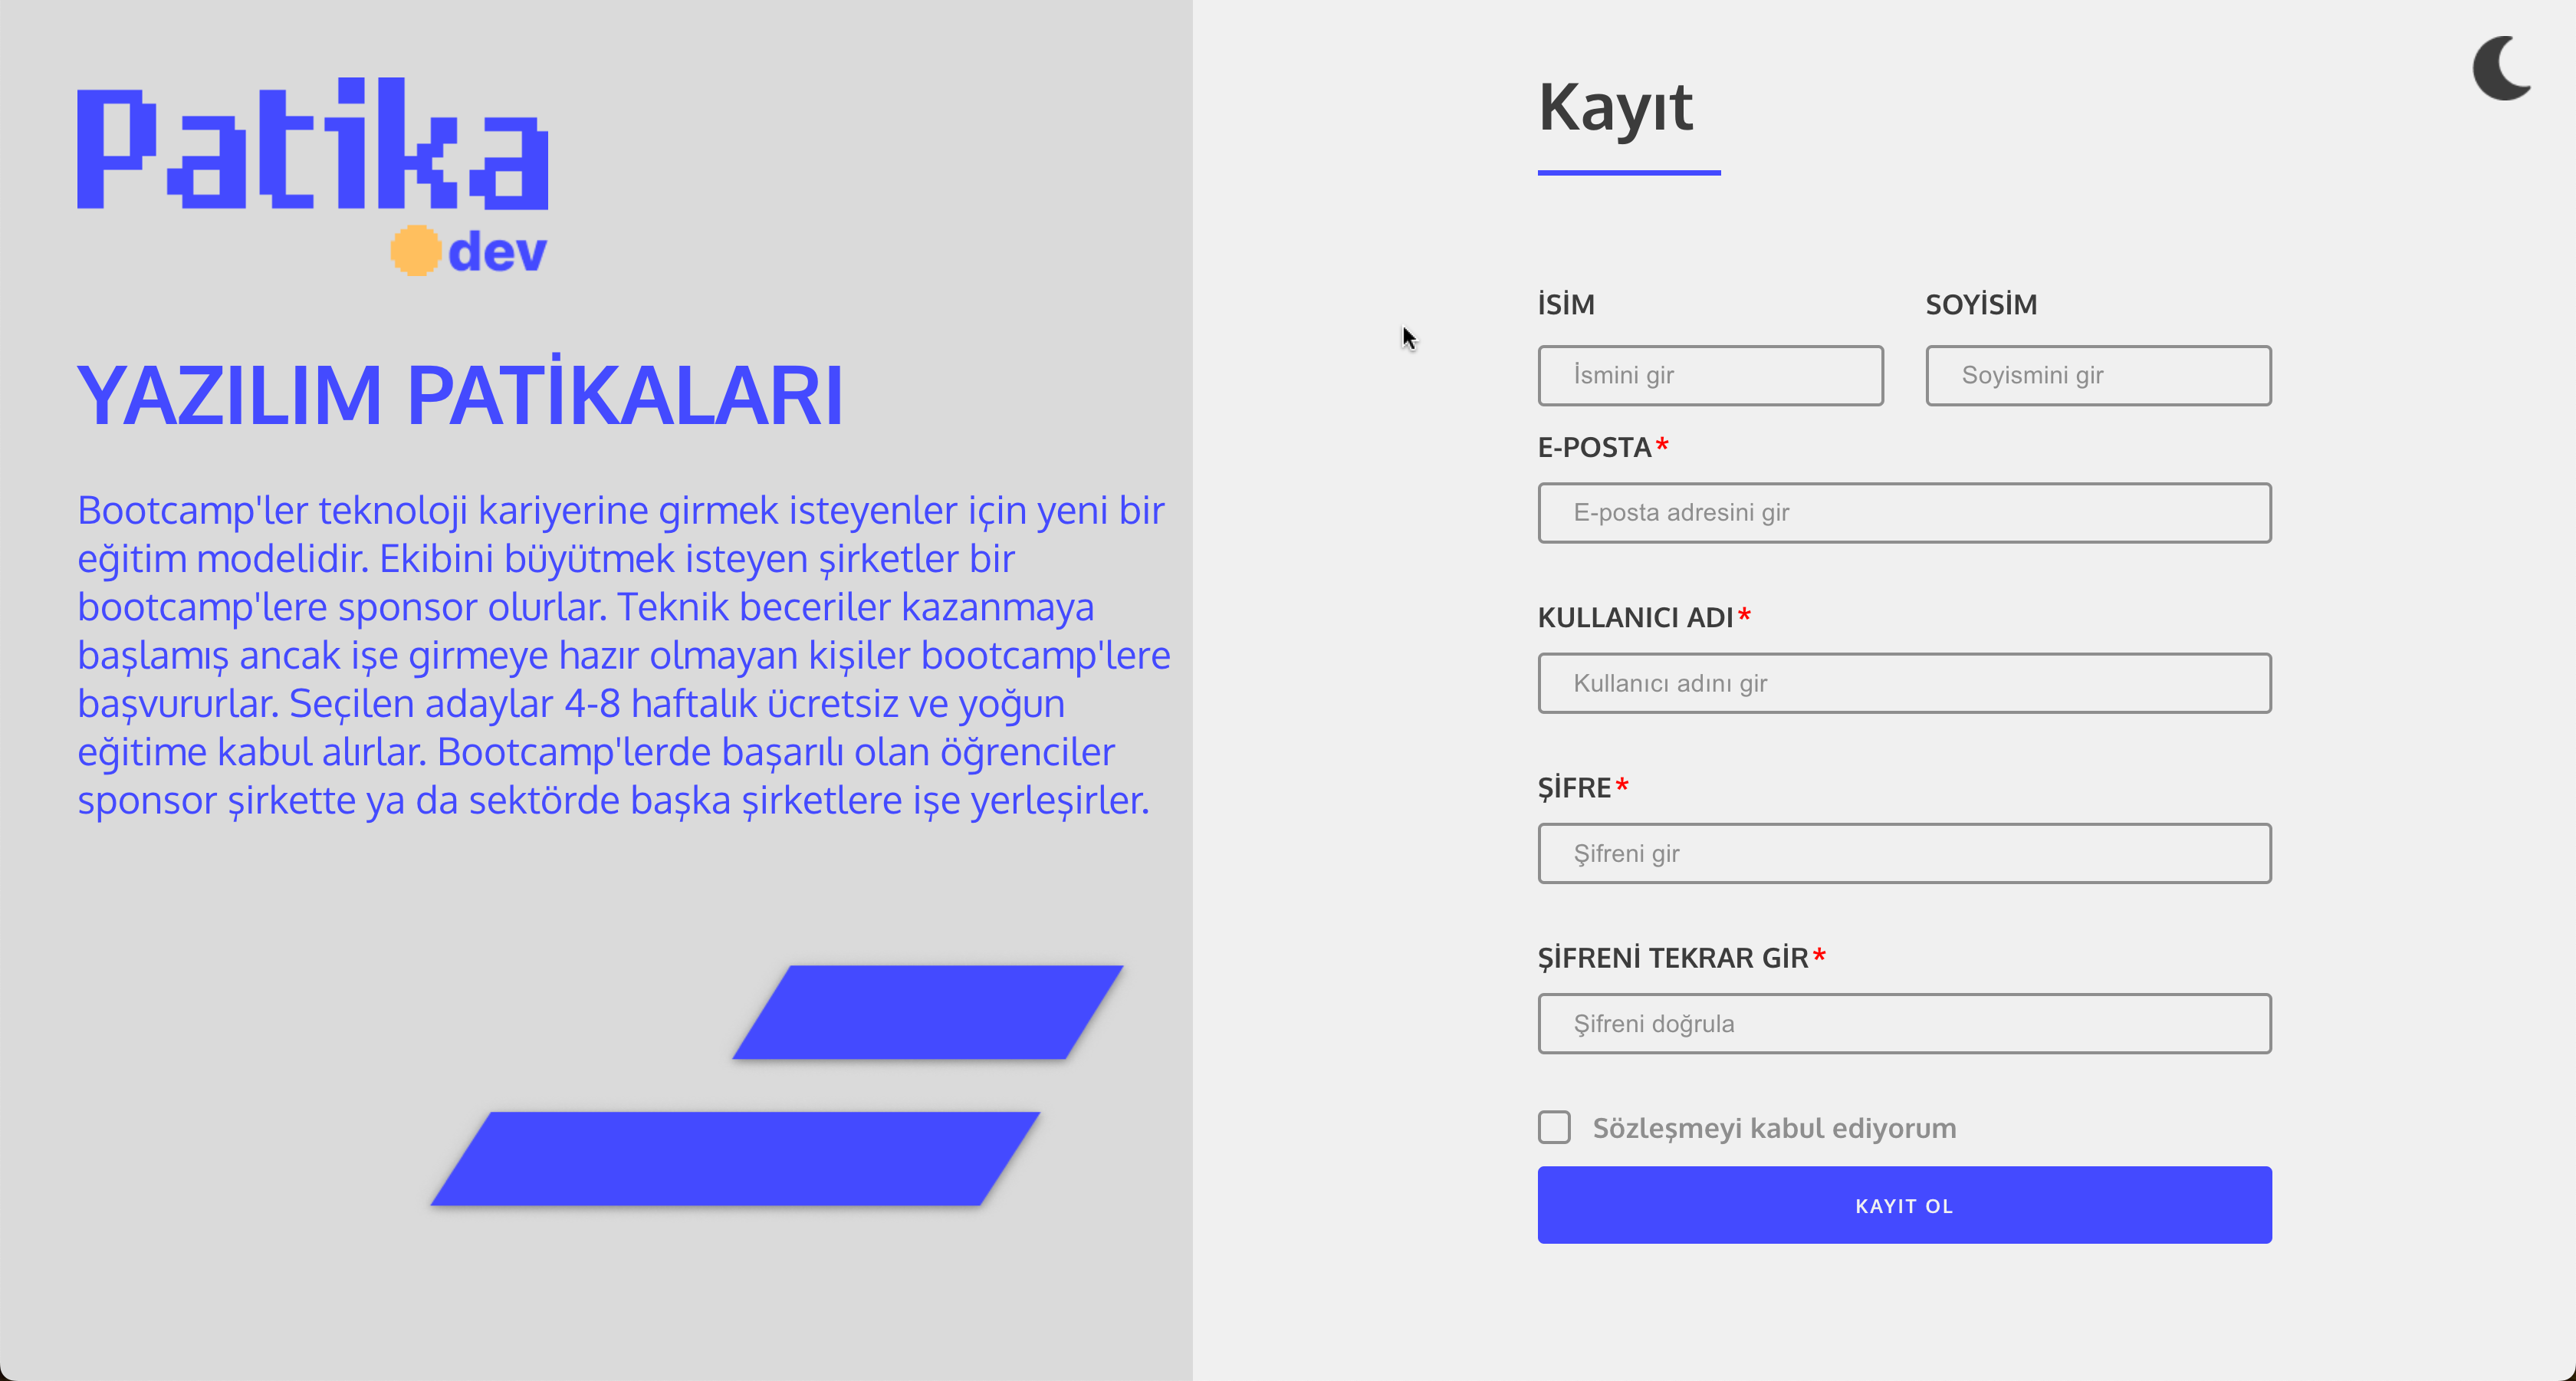 Patika
dev
YAZILIM PATİKALARI
Bootcamp'ler teknoloji kariyerine girmek isteyenler için yeni bir
eğitim modelidir. Ekibini büyütmek isteyen şirketler bir
bootcamp'lere sponsor olurlar. Teknik beceriler kazanmaya
başlamış ancak işe girmeye hazır olmayan kişiler bootcamp'lere
başvururlar. Seçilen adaylar 4-8 haftalık ücretsiz ve yoğun
eğitime kabul alırlar. Bootcamp'lerde başarılı olan öğrenciler
sponsor şirkette ya da sektörde başka şirketlere işe yerleşirler.
Kayıt
İSİM
İsmini gir
SOYİSİM
Soyismini gir
E-POSTA*
E-posta adresini gir
KULLANICI ADI*
Kullanıcı adını gir
ŞİFRE*
Şifreni gir
ŞİFRENİ TEKRAR GİR*
Şifreni doğrula
Sözleşmeyi kabul ediyorum
KAYIT OL